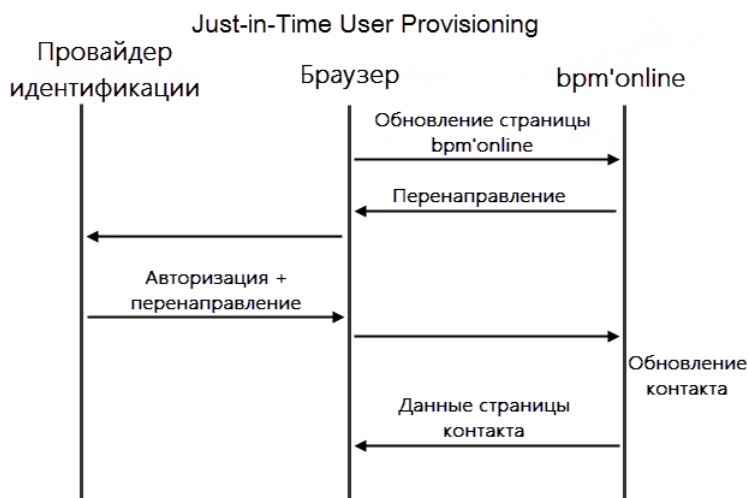 Just-in-Time User Provisioning
Провайдер
идентификации
Браузер
bpm'online
Обновление страницы
bpm'online
Перенаправление
Авторизация +
перенаправление
Обновление
контакта
Данные страницы
контакта